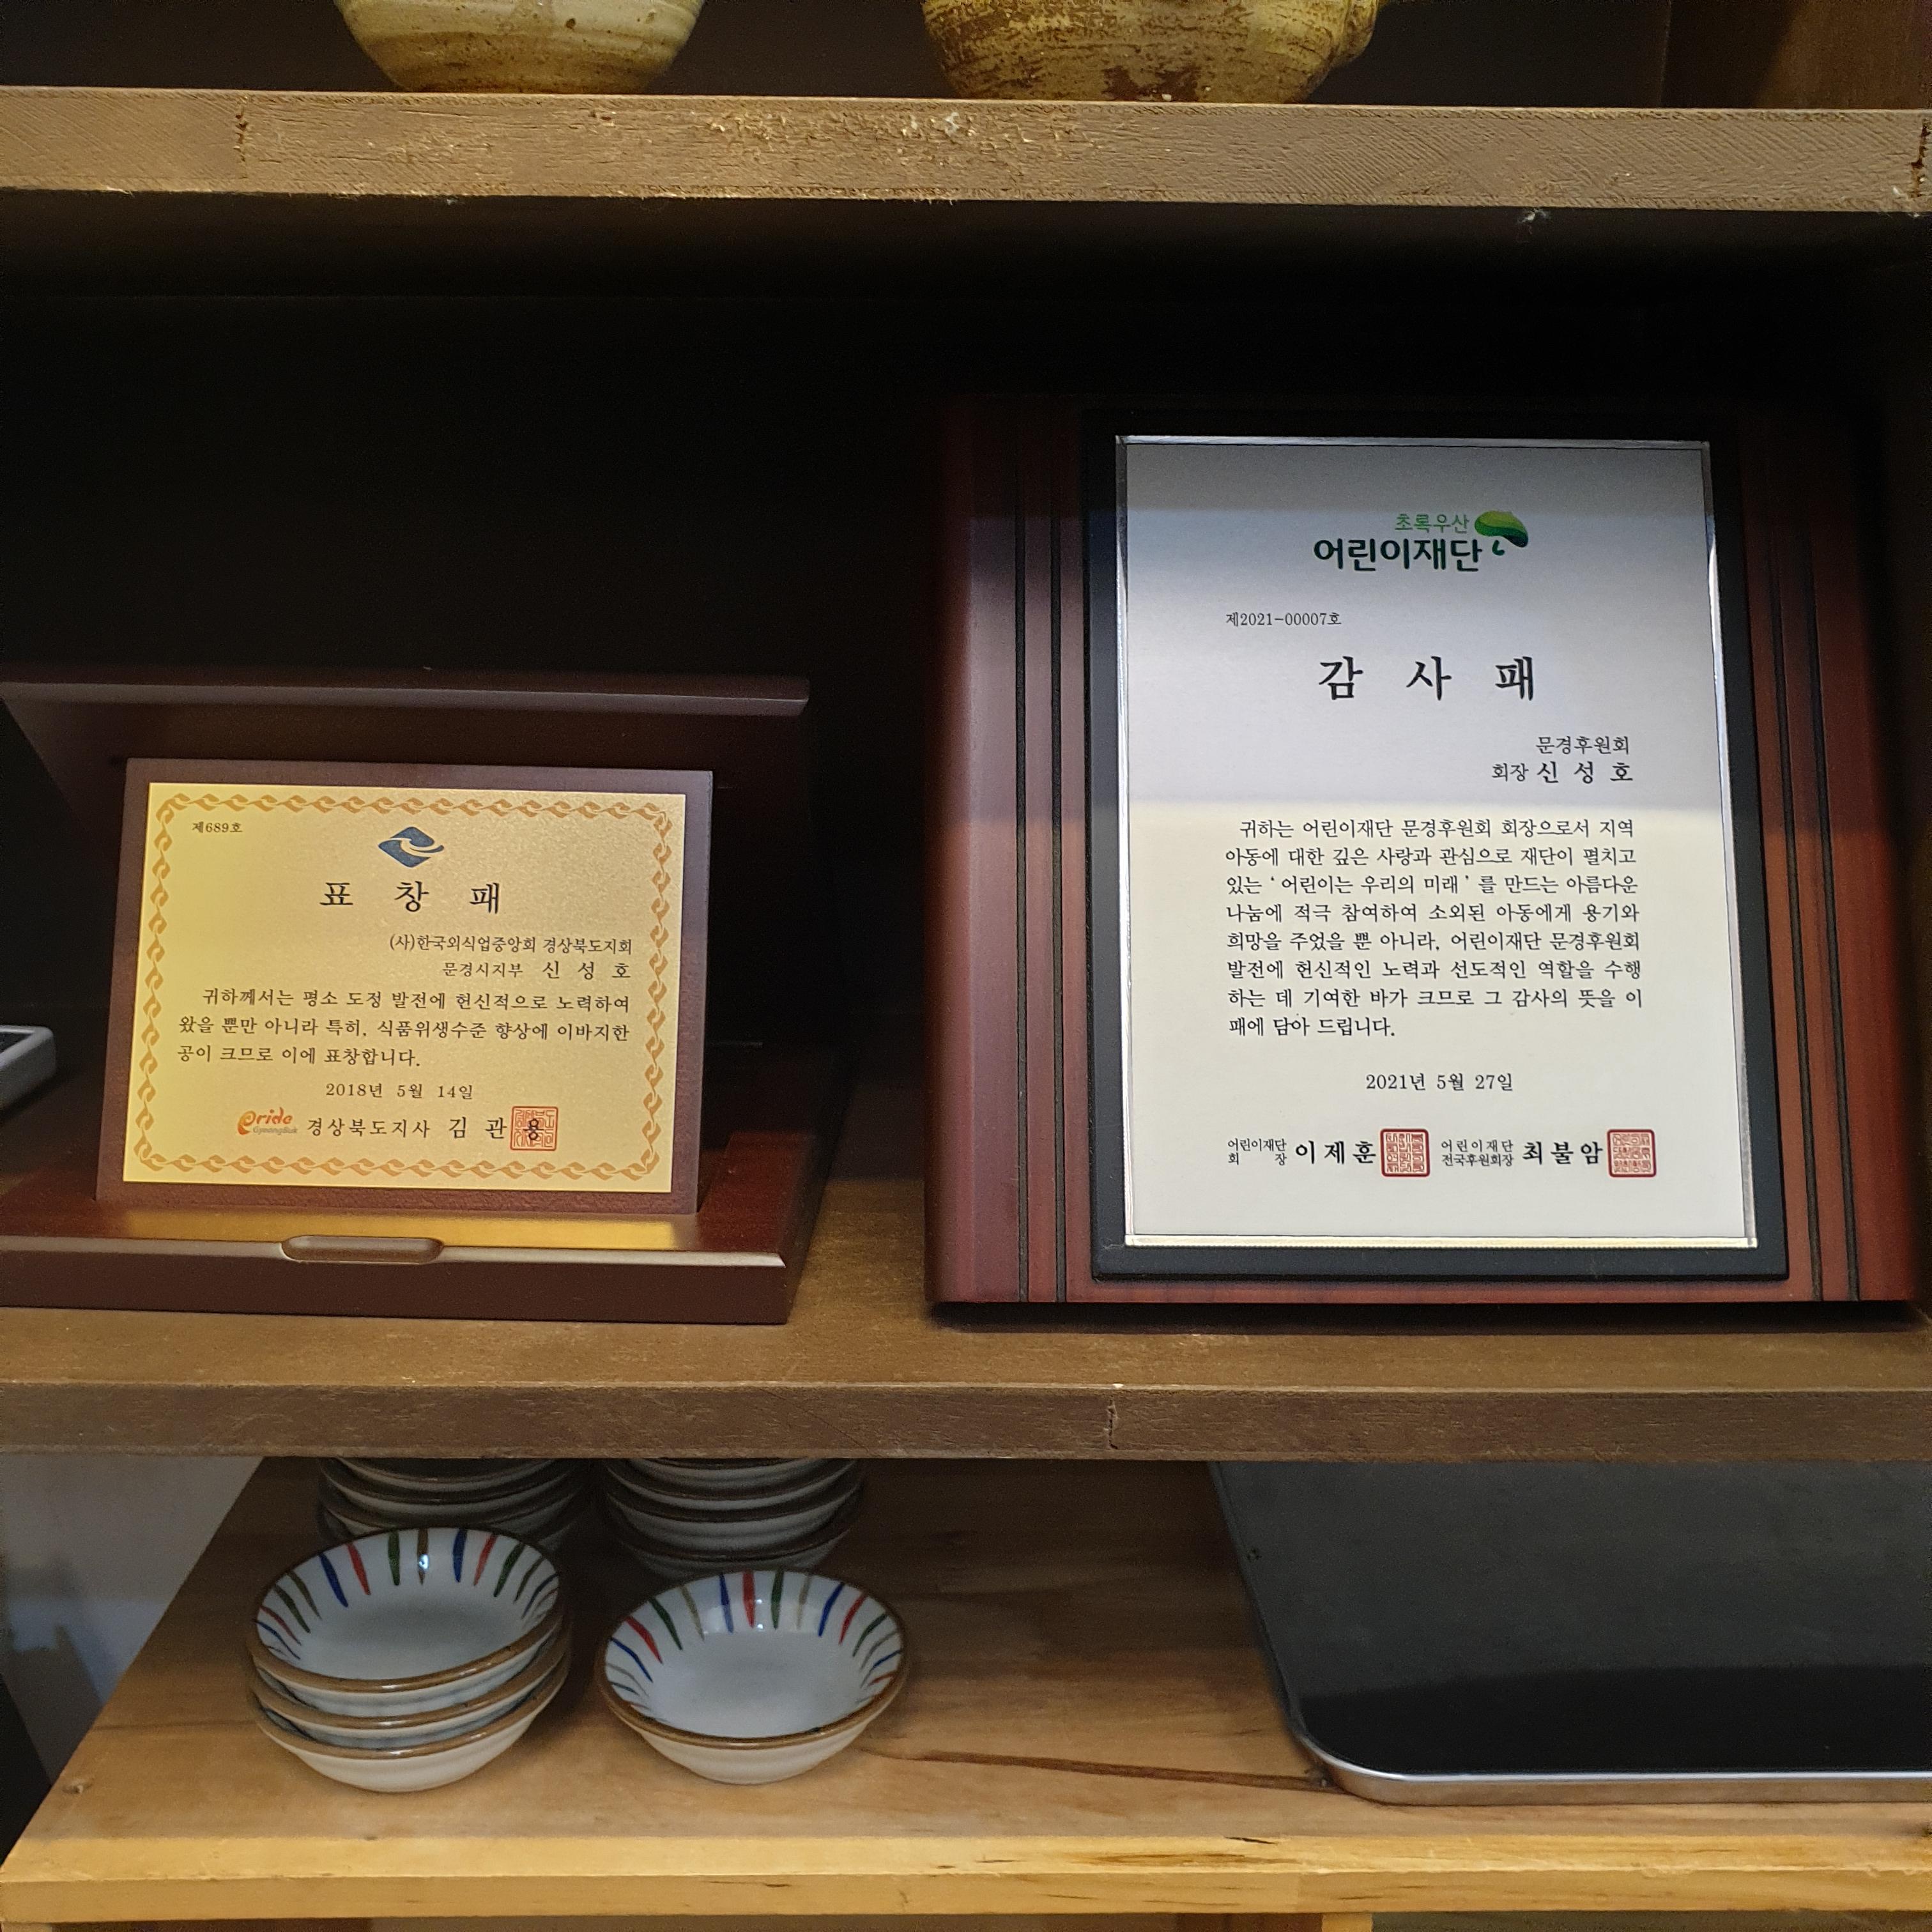 제689호
표 창 패
(사)한국외식업중앙회 경상북도지회
문경시지부 신 성 호
귀하께서는 평소 도정 발전에 헌신적으로 노력하여
왔을 뿐만 아니라 특히, 식품위생수준 향상에 이바지한
공이 크므로 이에 표창합니다.
2018년 5월 14일
Pride GyeongBuk 경상북도지사 김 관 용
초록우산
어린이재단
제2021-00007호
감 사 패
문경후원회
회장 신 성 호
귀하는 어린이재단 문경후원회 회장으로서 지역
아동에 대한 깊은 사랑과 관심으로 재단이 펼치고
있는 ‘어린이는 우리의 미래’를 만드는 아름다운
나눔에 적극 참여하여 소외된 아동에게 용기와
희망을 주었을 뿐 아니라, 어린이재단 문경후원회
발전에 헌신적인 노력과 선도적인 역할을 수행
하는 데 기여한 바가 크므로 그 감사의 뜻을 이
패에 담아 드립니다.
2021년 5월 27일
어린이재단 회 장 이제훈 어린이재단 전국후원회장 최불암